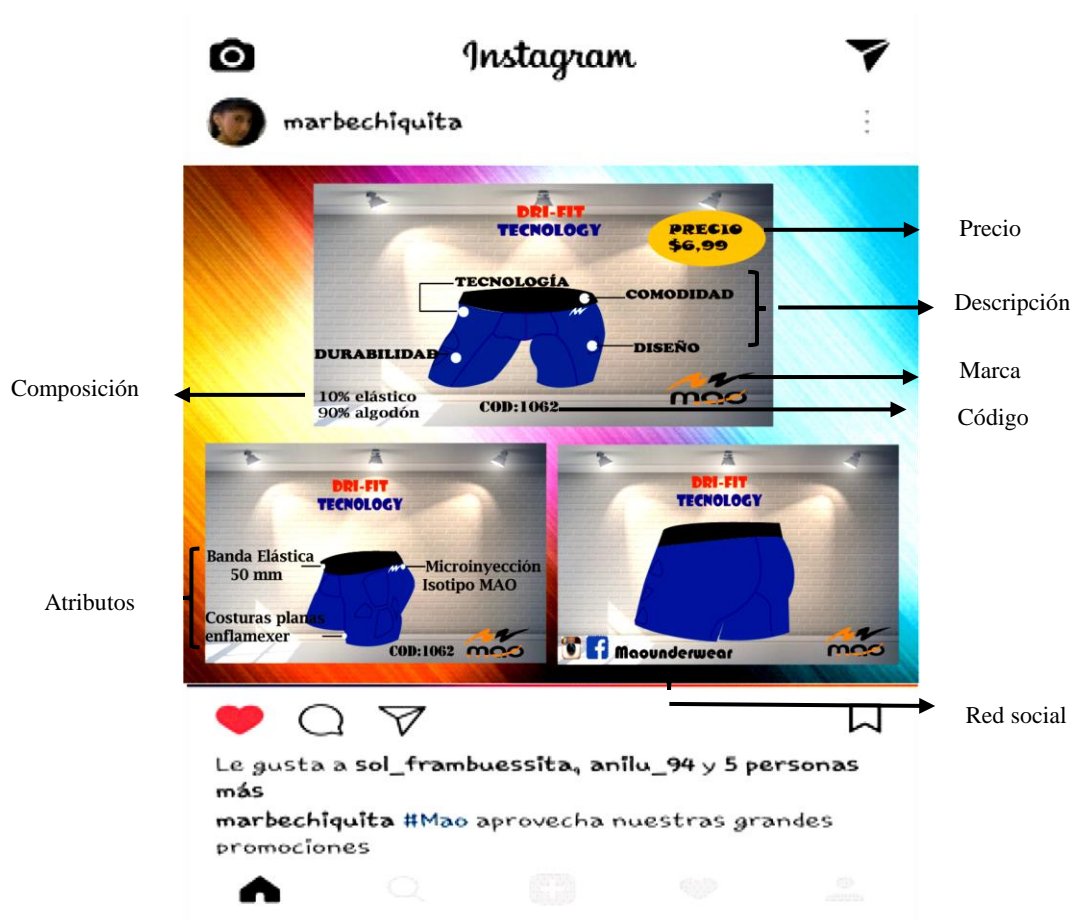 Instagram
marbechiquita
DRI-FIT
TECNOLOGY
PRECIO
$6,99
TECNOLOGÍA
COMODIDAD
DURABILIDAD
DISEÑO
10% elástico
90% algodón
COD:1062
mao
Precio
Descripción
Marca
Código
Composición
DRI-FIT
TECNOLOGY
Banda Elástica
50 mm
Microinyección
Isotipo MAO
Costuras planas
enflamexer
COD:1062
mao
Atributos
DRI-FIT
TECNOLOGY
Maounderwear
mao
Red social
Le gusta a sol_frambuessita, anilu_94 y 5 personas
más
marbechiquita #Mao aprovecha nuestras grandes
promociones